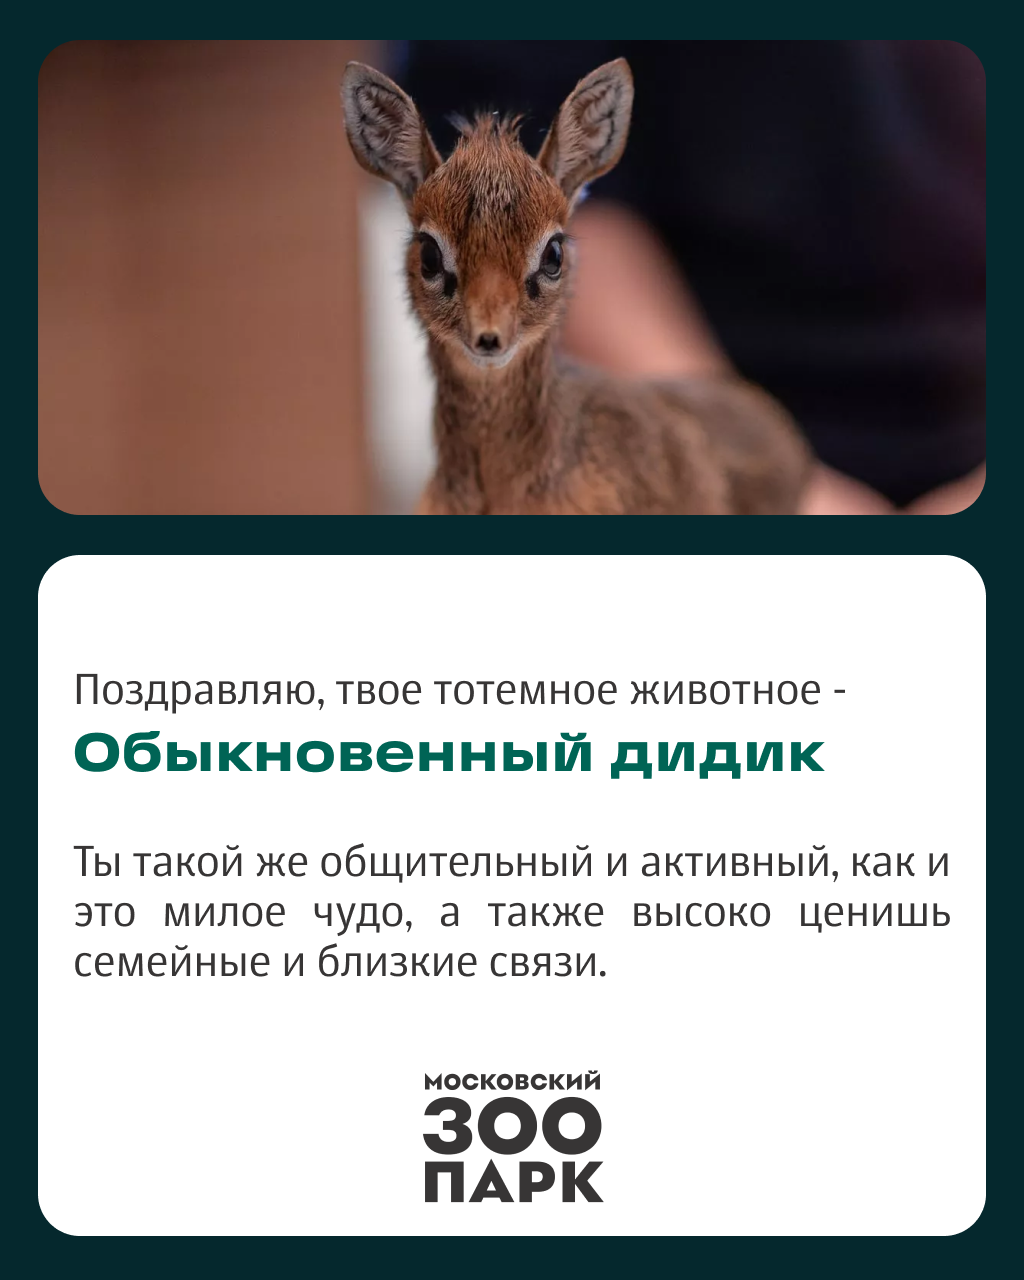 Поздравляю, твое тотемное животное -
Обыкновенный дидик
Ты такой же общительный и активный, как и
это милое чудо, а также высоко ценишь
семейные и близкие связи.
МОСКОВСКИЙ
ЗОО
ПАРК